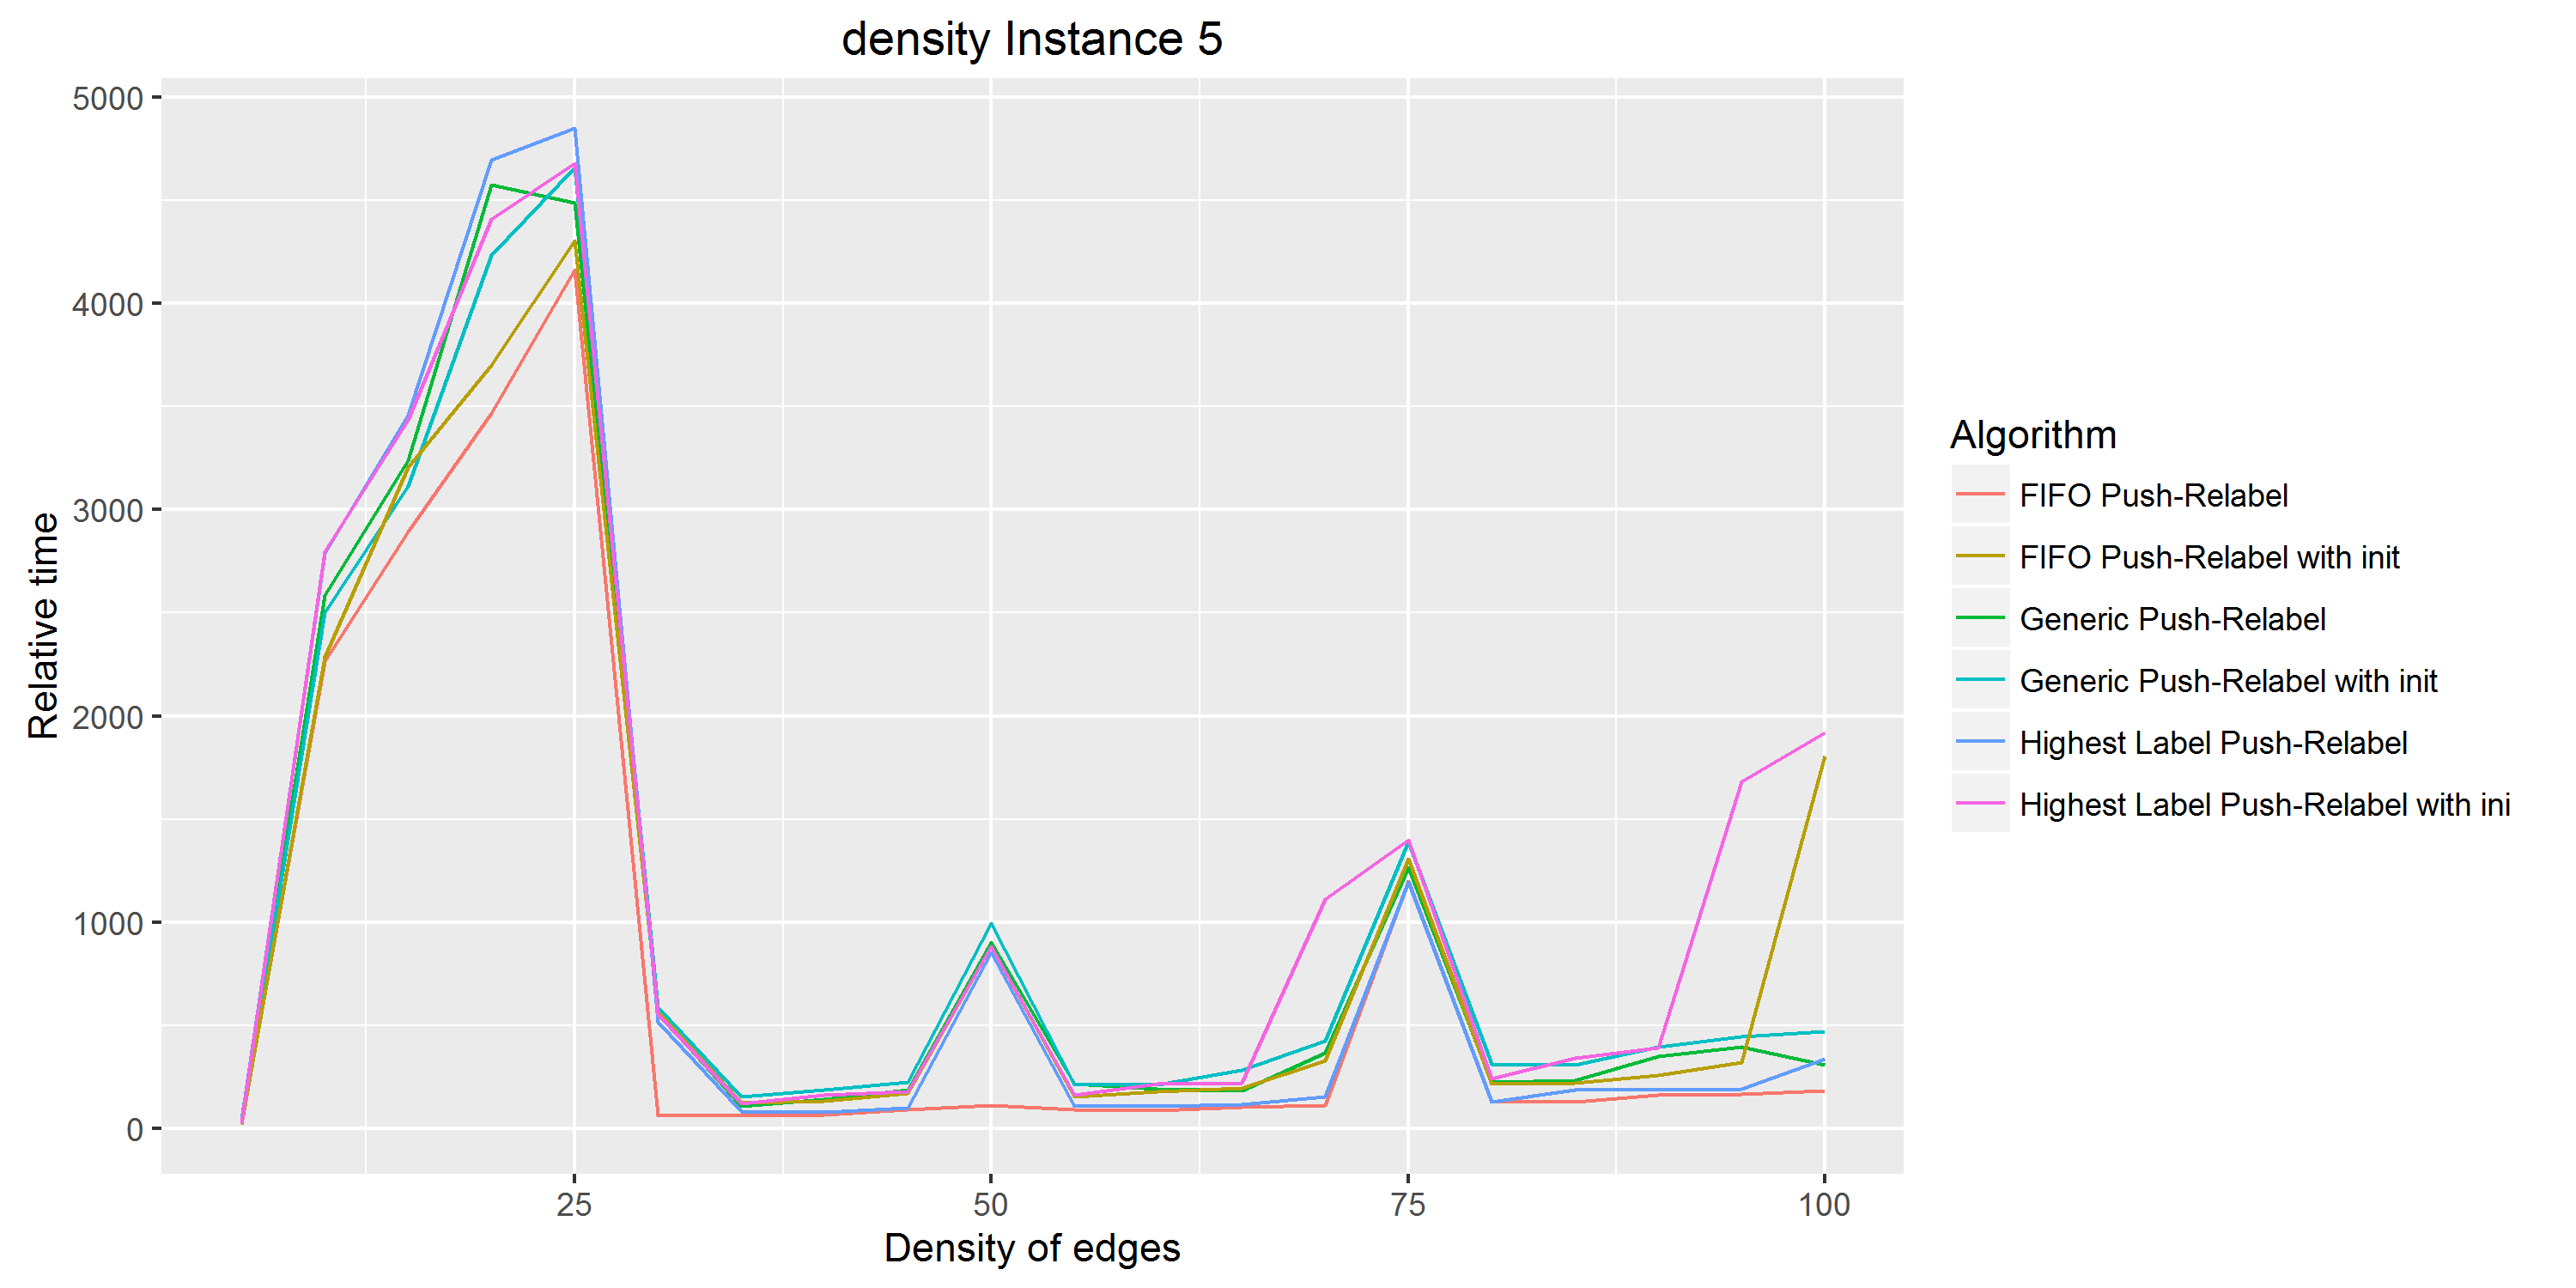 density Instance 5
5000
4000
3000
2000
1000
0
Relative time
25
50
75
100
Density of edges
Algorithm
FIFO Push-Relabel
FIFO Push-Relabel with init
Generic Push-Relabel
Generic Push-Relabel with init
Highest Label Push-Relabel
Highest Label Push-Relabel with ini